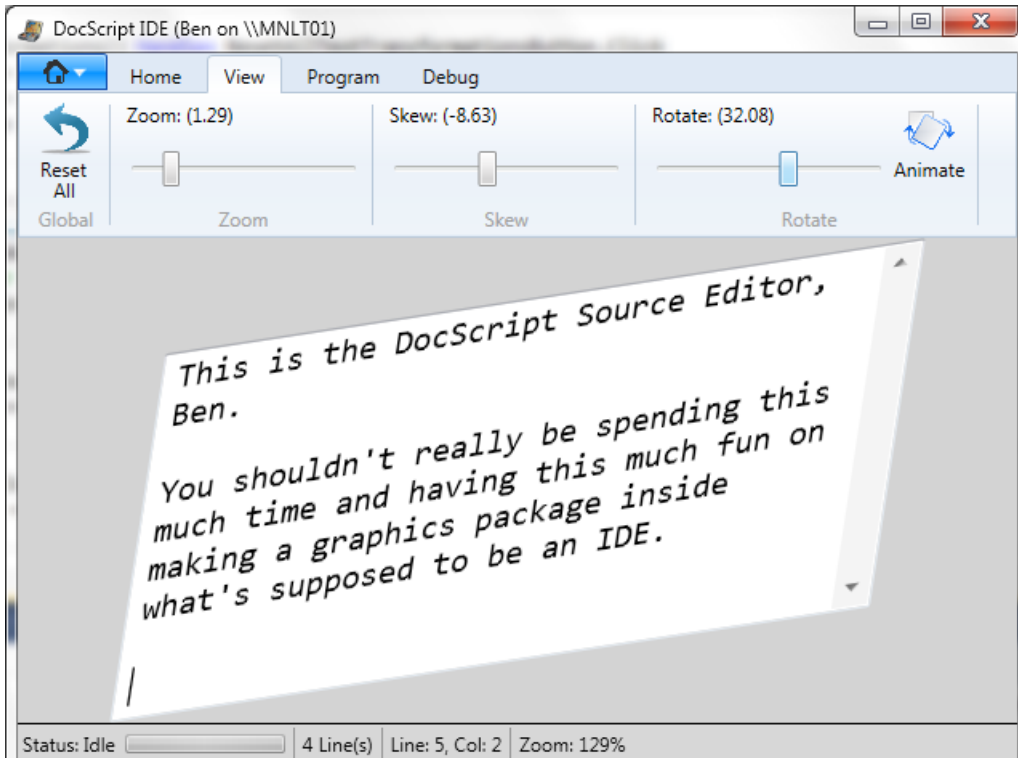 DocScript IDE (Ben on \\MNLT01)
Home View Program Debug
Zoom: (1.29) Skew: (-8.63) Rotate: (32.08)
Reset All Animate
Global Zoom Skew Rotate
This is the DocScript Source Editor,
Ben.
You shouldn't really be spending this
much time and having this much fun on
making a graphics package inside
what's supposed to be an IDE.
Status: Idle 4 Line(s) Line: 5, Col: 2 Zoom: 129%